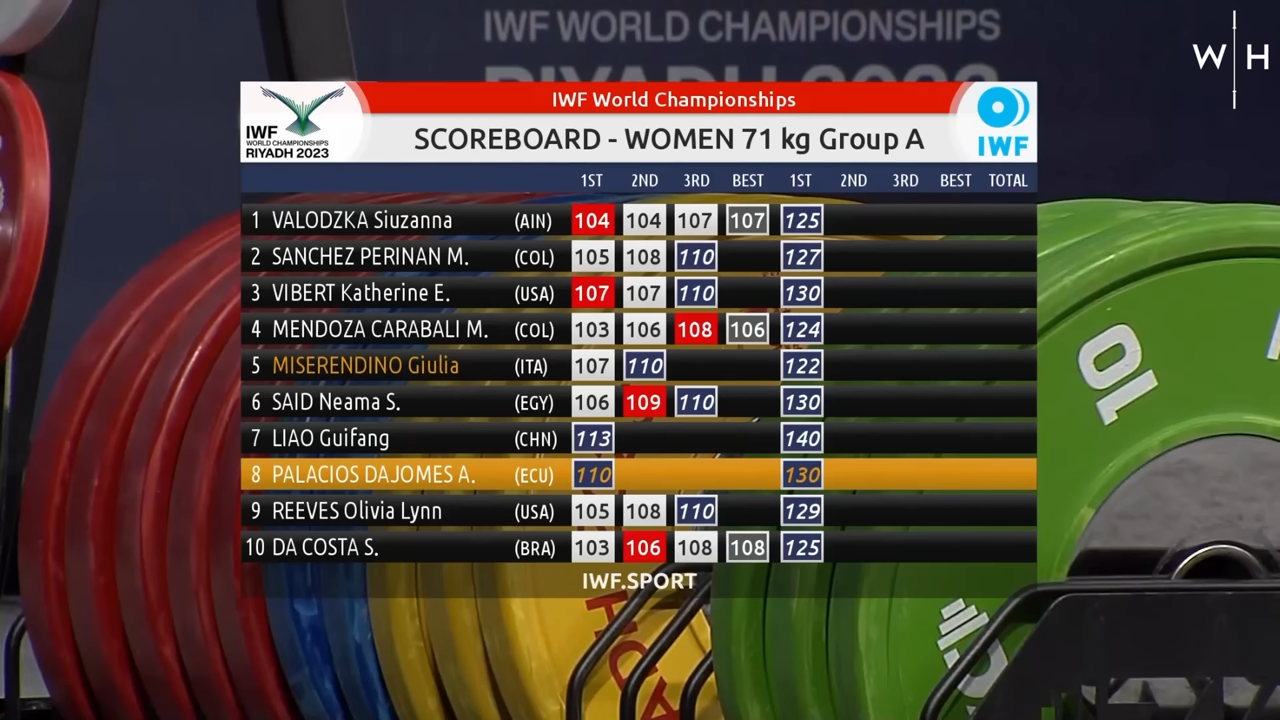 IWF WORLD CHAMPIONSHIPS
RIYADH 2023
W H
IWF World Championships
IWF
WORLD CHAMPIONSHIPS
RIYADH 2023
SCOREBOARD - WOMEN 71 kg Group A
IWF
1ST 2ND 3RD BEST 1ST 2ND 3RD BEST TOTAL
1 VALODZKA Siuzanna (AIN) 104 104 107 107 125
2 SANCHEZ PERINAN M. (COL) 105 108 110 127
3 VIBERT Katherine E. (USA) 107 107 110 130
4 MENDOZA CARABALI M. (COL) 103 106 108 106 124
5 MISERENDINO Giulia (ITA) 107 110 122
6 SAID Neama S. (EGY) 106 109 110 130
7 LIAO Guifang (CHN) 113 140
8 PALACIOS DAJOMES A. (ECU) 110 130
9 REEVES Olivia Lynn (USA) 105 108 110 129
10 DA COSTA S. (BRA) 103 106 108 108 125
IWF.SPORT
10